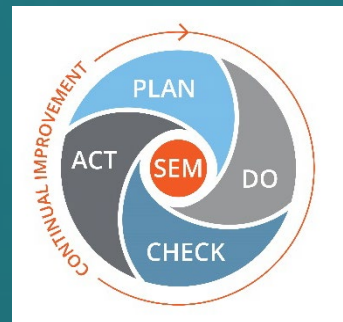 CONTINUAL IMPROVEMENT
PLAN
DO
CHECK
ACT
SEM